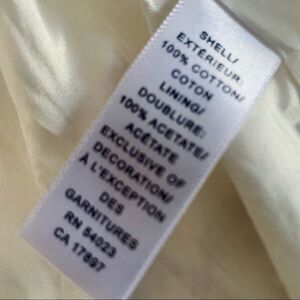 SHELL/
EXTÉRIEUR:
100% COTTON/
COTON
LINING/
DOUBLURE:
100% ACETATE/
ACÉTATE
EXCLUSIVE OF
DECORATION/
À L'EXCEPTION
DES
GARNITURES
RN 54023
CA 17897